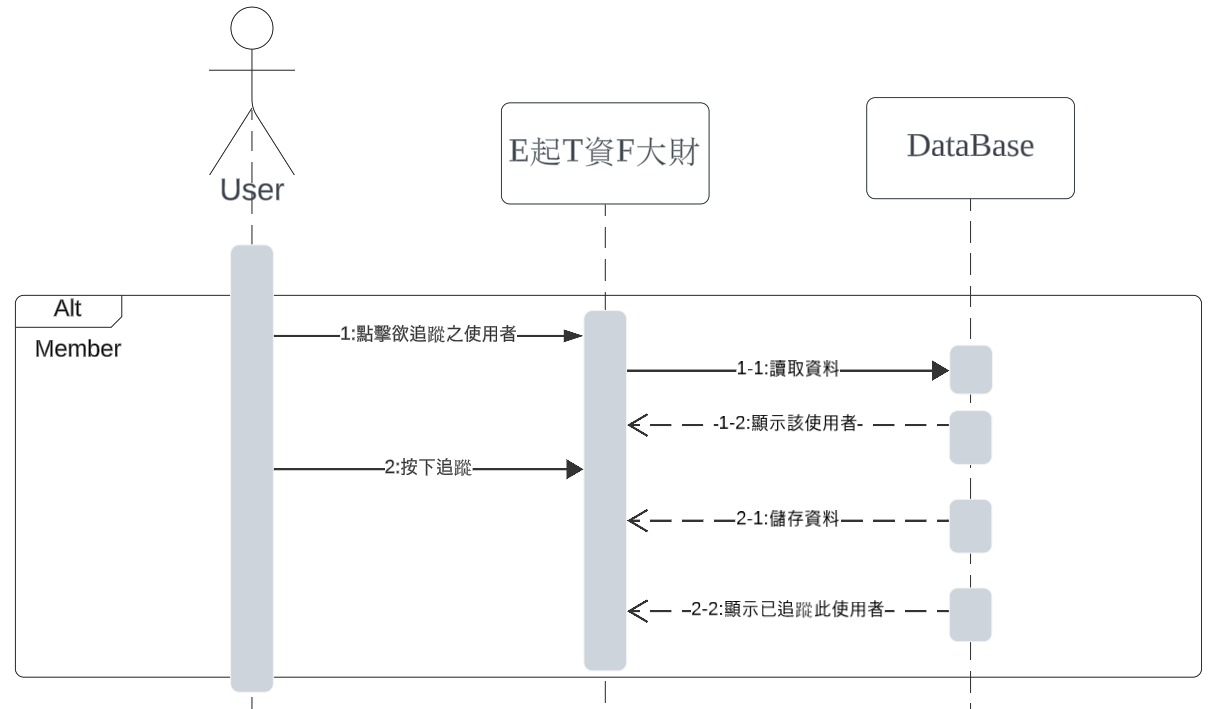 User
E起T資F大財
DataBase
Alt
Member
1:點擊欲追蹤之使用者
1-1:讀取資料
-1-2:顯示該使用者-
2:按下追蹤
2-1:儲存資料
2-2:顯示已追蹤此使用者